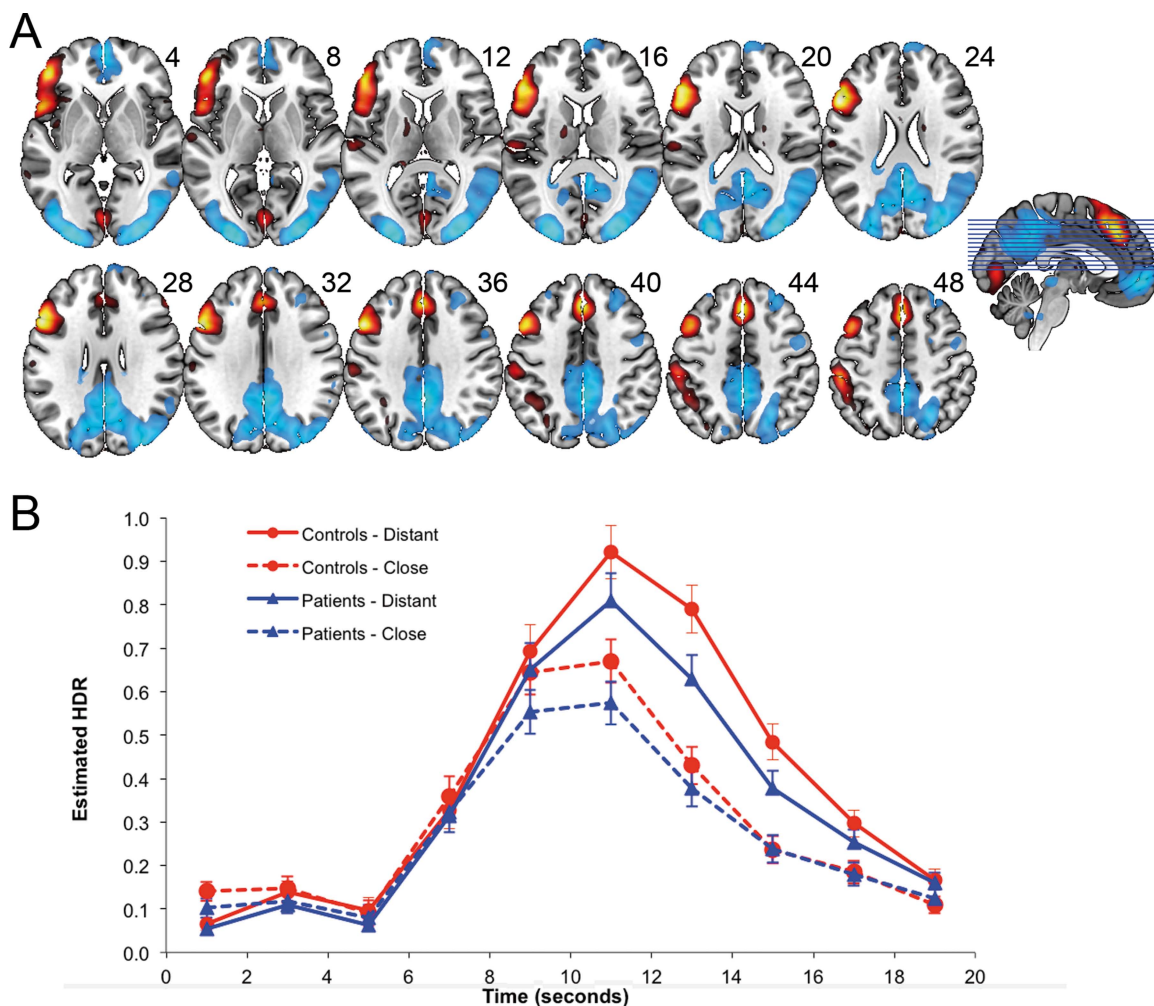 A
4 8 12 16 20 24
28 32 36 40 44 48
B
1.0
0.9
0.8
0.7
0.6
0.5
0.4
0.3
0.2
0.1
0.0
Estimated HDR
Controls - Distant
Controls - Close
Patients - Distant
Patients - Close
0 2 4 6 8 10 12 14 16 18 20
Time (seconds)